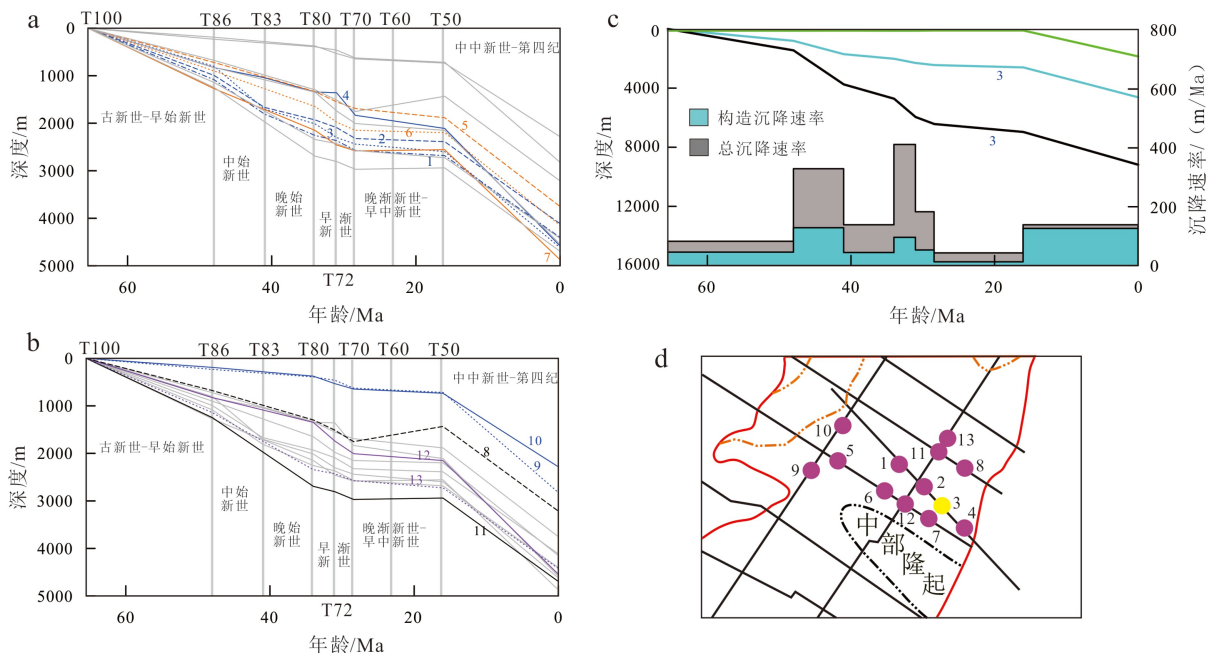 a
T100 T86 T83 T80 T70 T60 T50
0
1000
2000
3000
4000
5000
深度/m
中中新世-第四纪
古新世-早始新世
中始
新世
晚始
新世
早 渐
新 世
晚渐新世-
早中新世
4
5
6
3
2
1
7
T72
60 40 20 0
年龄/Ma
b
T100 T86 T83 T80 T70 T60 T50
0
1000
2000
3000
4000
5000
深度/m
中中新世-第四纪
古新世-早始新世
中始
新世
晚始
新世
早 渐
新 世
晚渐新世-
早中新世
10
8
9
12
13
11
T72
60 40 20 0
年龄/Ma
c
0
4000
8000
12000
16000
深度/m
800
600
400
200
0
沉降速率/（m/Ma）
3
3
构造沉降速率
总沉降速率
60 40 20 0
年龄/Ma
d
10
13
5
11
1
8
9
2
6
3
12
7
4
中
部
隆
起